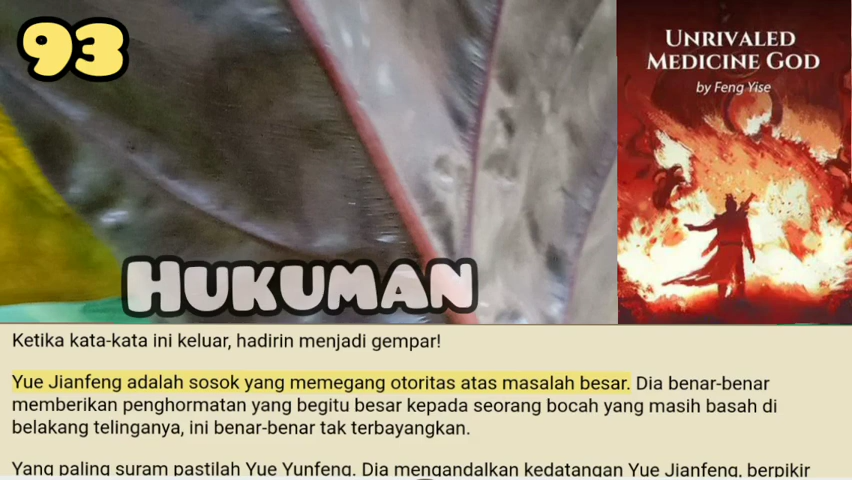 93
UNRIVALED
MEDICINE GOD
by Feng Yise
HUKUMAN
Ketika kata-kata ini keluar, hadirin menjadi gempar!
Yue Jianfeng adalah sosok yang memegang otoritas atas masalah besar. Dia benar-benar
memberikan penghormatan yang begitu besar kepada seorang bocah yang masih basah di
belakang telinganya, ini benar-benar tak terbayangkan.
Yang paling suram pastilah Yue Yunfeng. Dia mengandalkan kedatangan Yue Jianfeng, berpikir